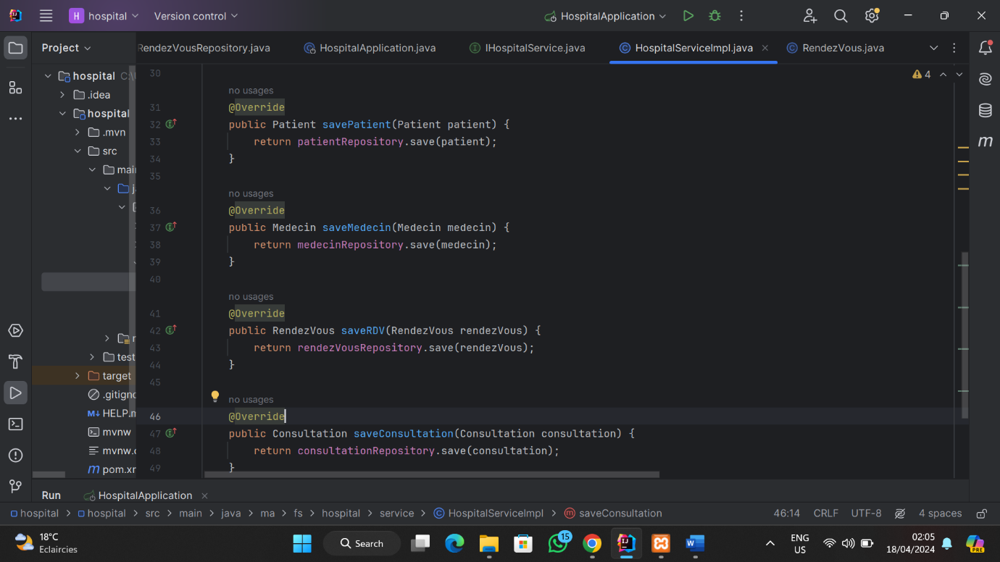 H hospital Version control HospitalApplication
Project RendezVousRepository.java HospitalApplication.java IHospitalService.java HospitalServiceImpl.java RendezVous.java
hospital
.idea
hospital
.mvn
src
main
test
target
HELP.m
mvnw
4
30
no usages
31 @Override
32 public Patient savePatient(Patient patient) {
33 return patientRepository.save(patient);
34 }
35
no usages
36 @Override
37 public Medecin saveMedecin(Medecin medecin) {
38 return medecinRepository.save(medecin);
39 }
40
no usages
41 @Override
42 public RendezVous saveRDV(RendezVous rendezVous) {
43 return rendezVousRepository.save(rendezVous);
44 }
45
no usages
46 @Override
47 public Consultation saveConsultation(Consultation consultation) {
48 return consultationRepository.save(consultation);
49 }
Run HospitalApplication
hospital > hospital > src > main > java > ma > fs > hospital > service > HospitalServiceImpl > saveConsultation 46:14 CRLF UTF-8 4 spaces
18°C
Eclaircies
Search
15
ENG
US
02:05
18/04/2024
PRE